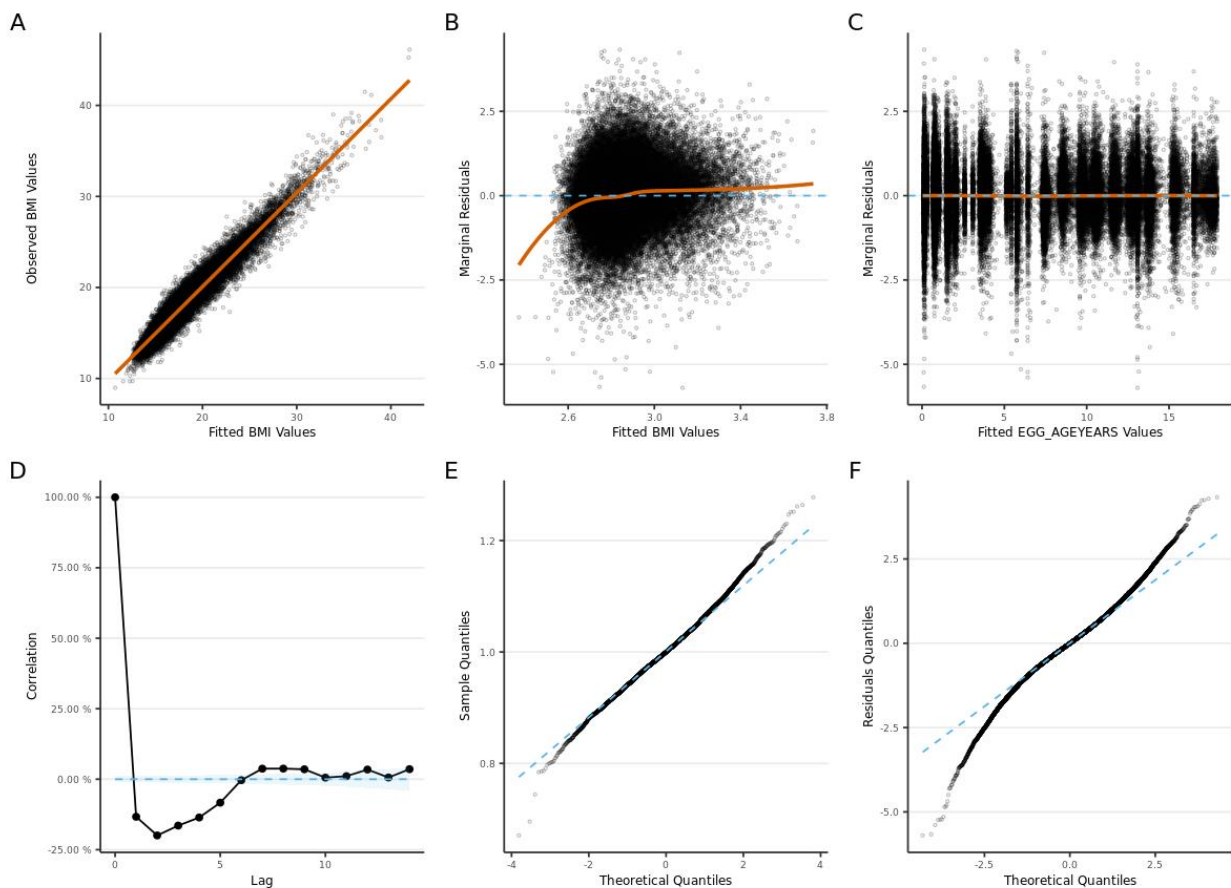 A
Observed BMI Values
40
30
20
10
10 20 30 40
Fitted BMI Values
B
Marginal Residuals
2.5
0.0
-2.5
-5.0
2.6 3.0 3.4 3.8
Fitted BMI Values
C
Marginal Residuals
2.5
0.0
-2.5
-5.0
0 5 10 15
Fitted EGG_AGEYEARS Values
D
Correlation
100.00 %
75.00 %
50.00 %
25.00 %
0.00 %
-25.00 %
0 5 10
Lag
E
Sample Quantiles
1.2
1.0
0.8
-4 -2 0 2 4
Theoretical Quantiles
F
Residuals Quantiles
2.5
0.0
-2.5
-5.0
-2.5 0.0 2.5
Theoretical Quantiles